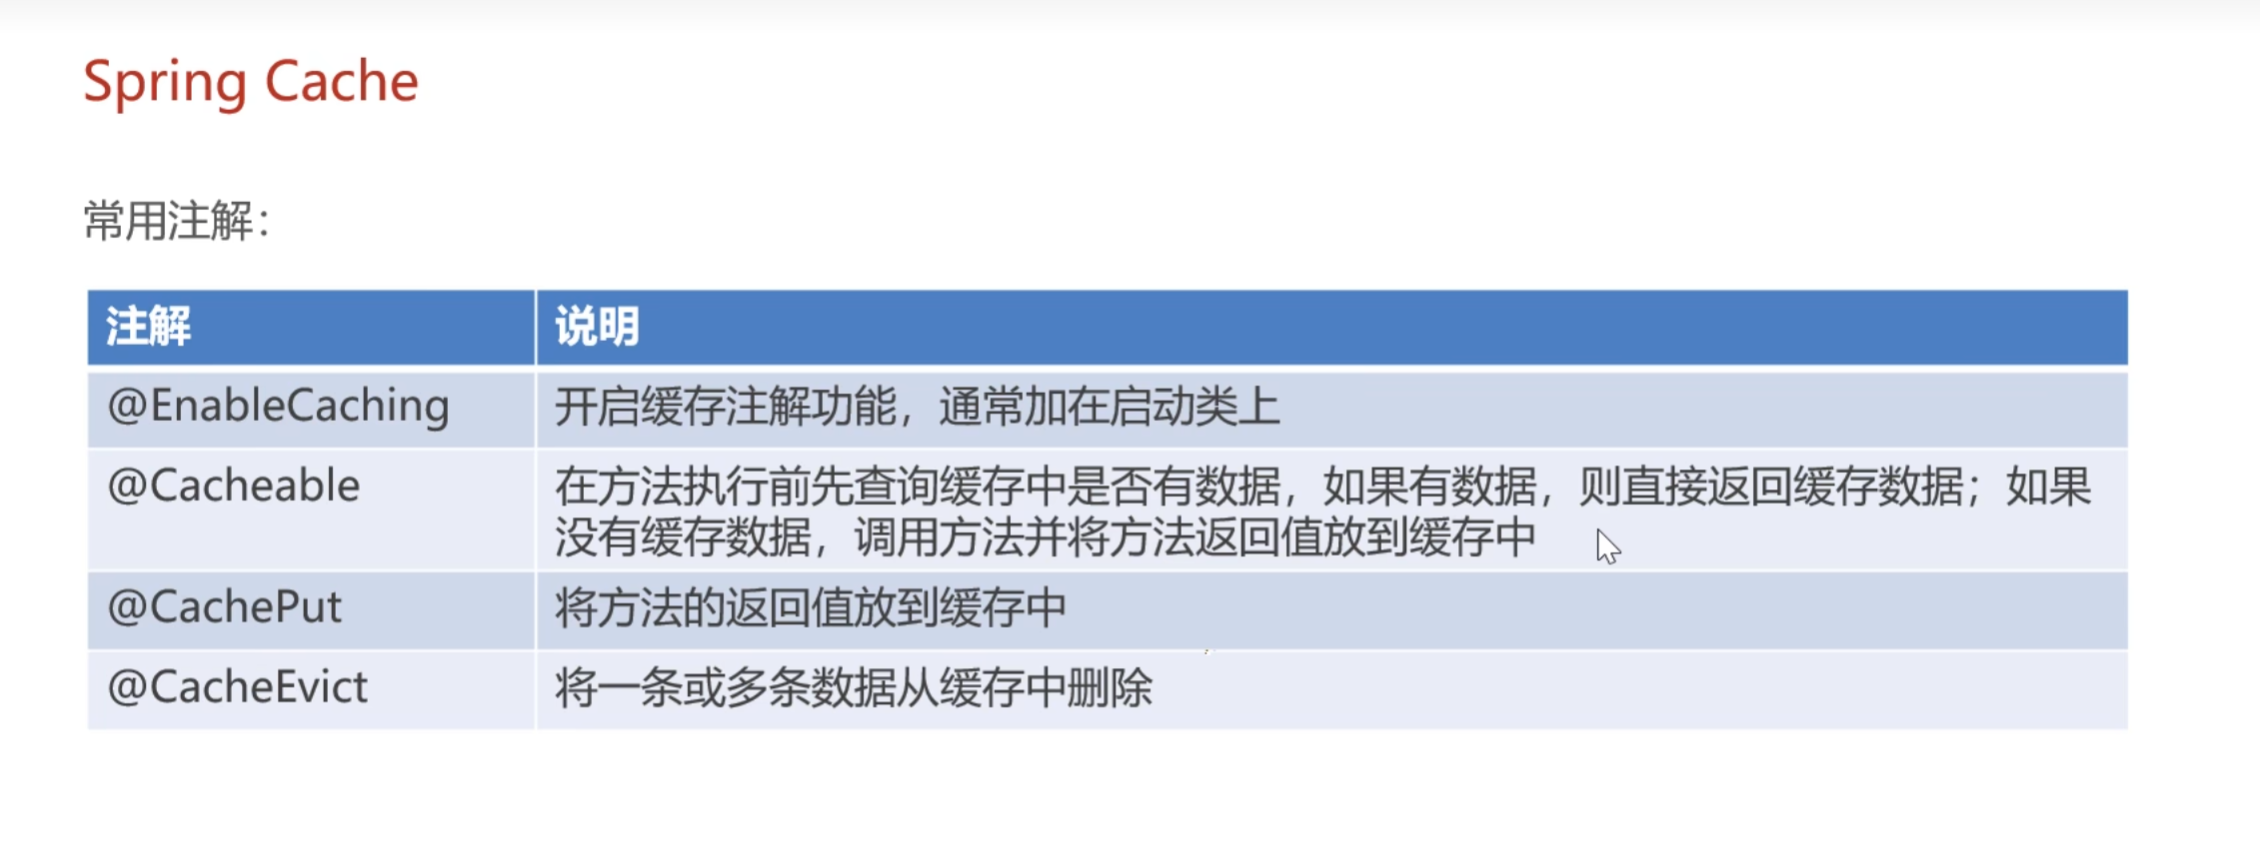 Spring Cache
常用注解：
注解 说明
@EnableCaching 开启缓存注解功能，通常加在启动类上
@Cacheable 在方法执行前先查询缓存中是否有数据，如果有数据，则直接返回缓存数据；如果
没有缓存数据，调用方法并将方法返回值放到缓存中
@CachePut 将方法的返回值放到缓存中
@CacheEvict 将一条或多条数据从缓存中删除